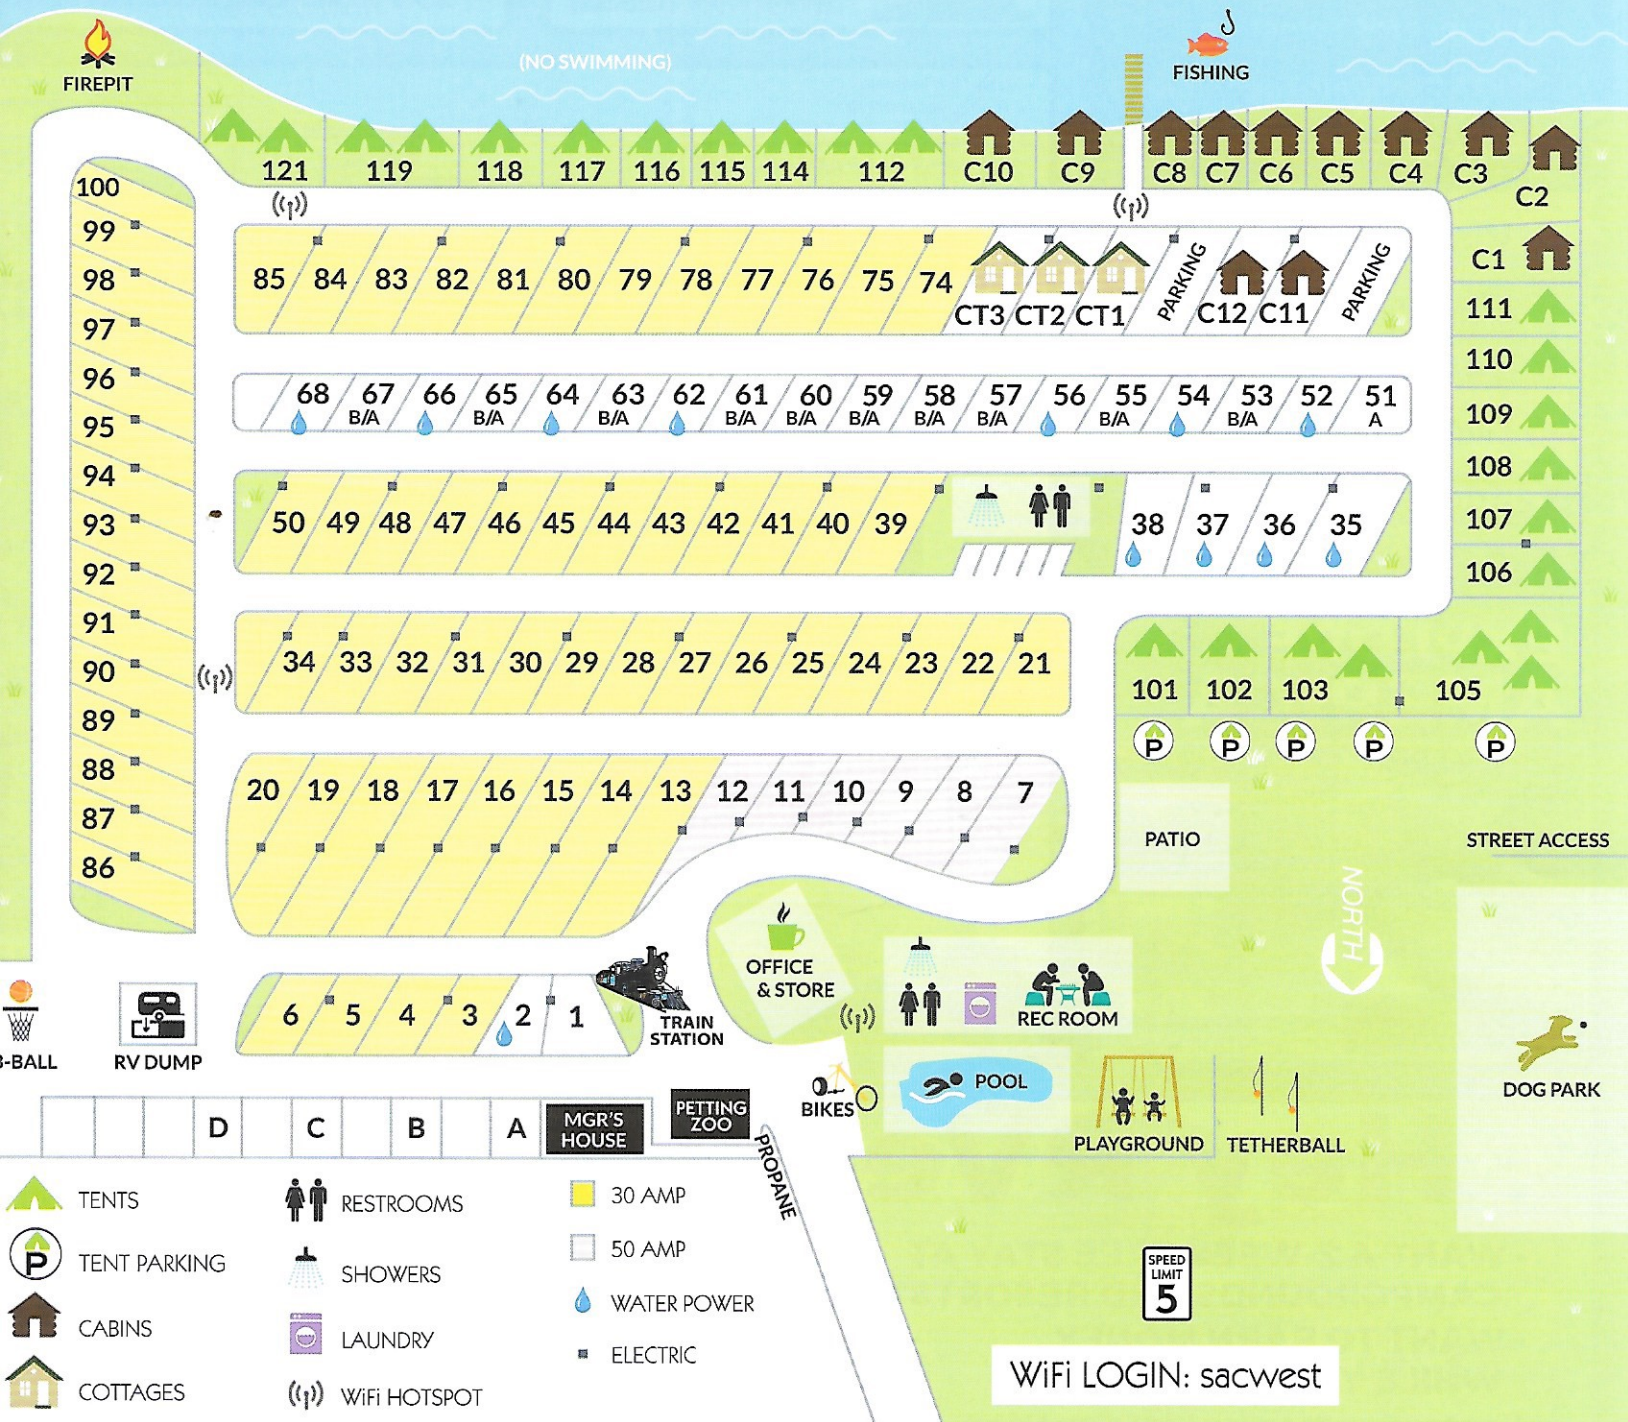 FIREPIT
(NO SWIMMING)
FISHING
121 119 118 117 116 115 114 112 C10 C9 C8 C7 C6 C5 C4 C3
C2
C1
111
110
109
108
107
106
100
99
98
97
96
95
94
93
92
91
90
89
88
87
86
85 84 83 82 81 80 79 78 77 76 75 74
CT3 CT2 CT1 PARKING C12 C11 PARKING
68 67 66 65 64 63 62 61 60 59 58 57 56 55 54 53 52 51
B/A B/A B/A B/A B/A B/A B/A B/A B/A B/A A
50 49 48 47 46 45 44 43 42 41 40 39 38 37 36 35
34 33 32 31 30 29 28 27 26 25 24 23 22 21
101 102 103 105
P P P P P
20 19 18 17 16 15 14 13 12 11 10 9 8 7
PATIO
STREET ACCESS
NORTH
OFFICE
& STORE
REC ROOM
6 5 4 3 2 1
TRAIN
STATION
-BALL
RV DUMP
BIKES
POOL
PLAYGROUND
TETHERBALL
DOG PARK
D C B A
MGR'S
HOUSE
PETTING
ZOO
PROPANE
TENTS
P TENT PARKING
CABINS
COTTAGES
RESTROOMS
SHOWERS
LAUNDRY
WiFi HOTSPOT
30 AMP
50 AMP
WATER POWER
ELECTRIC
SPEED
LIMIT
5
WiFi LOGIN: sacwest